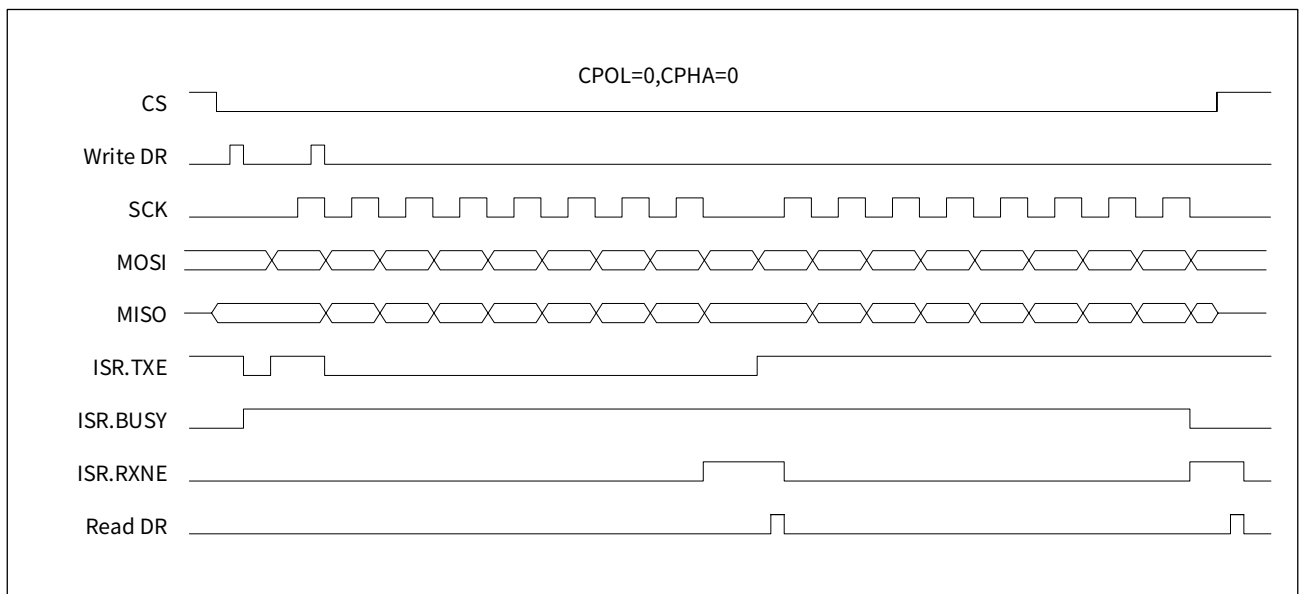 CPOL=0,CPHA=0
CS
Write DR
SCK
MOSI
MISO
ISR.TXE
ISR.BUSY
ISR.RXNE
Read DR